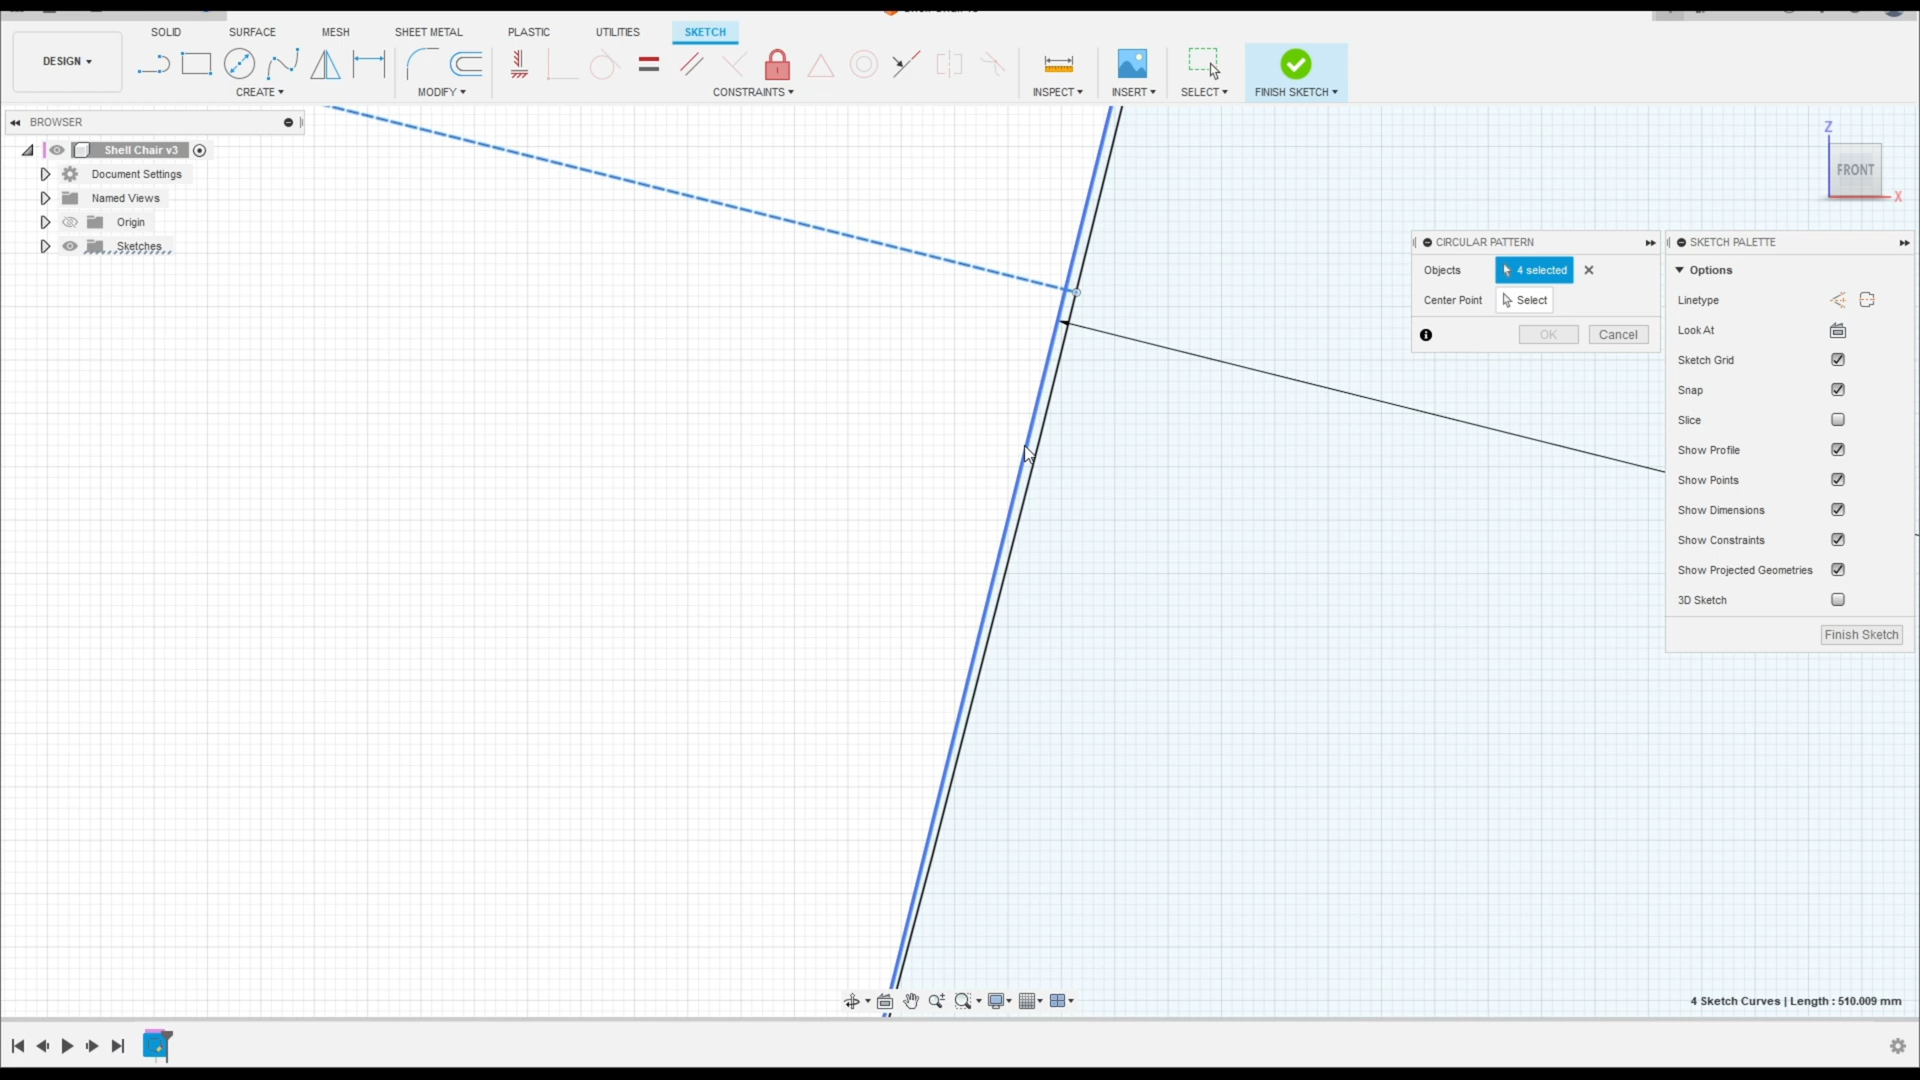 SOLID SURFACE MESH SHEET METAL PLASTIC UTILITIES SKETCH
DESIGN
CREATE MODIFY CONSTRAINTS INSPECT INSERT SELECT FINISH SKETCH
BROWSER
Shell Chair v3
Document Settings
Named Views
Origin
Sketches
Z
FRONT
X
CIRCULAR PATTERN
Objects 4 selected
Center Point Select
OK Cancel
SKETCH PALETTE
Options
Linetype
Look At
Sketch Grid
Snap
Slice
Show Profile
Show Points
Show Dimensions
Show Constraints
Show Projected Geometries
3D Sketch
Finish Sketch
4 Sketch Curves | Length : 510.009 mm